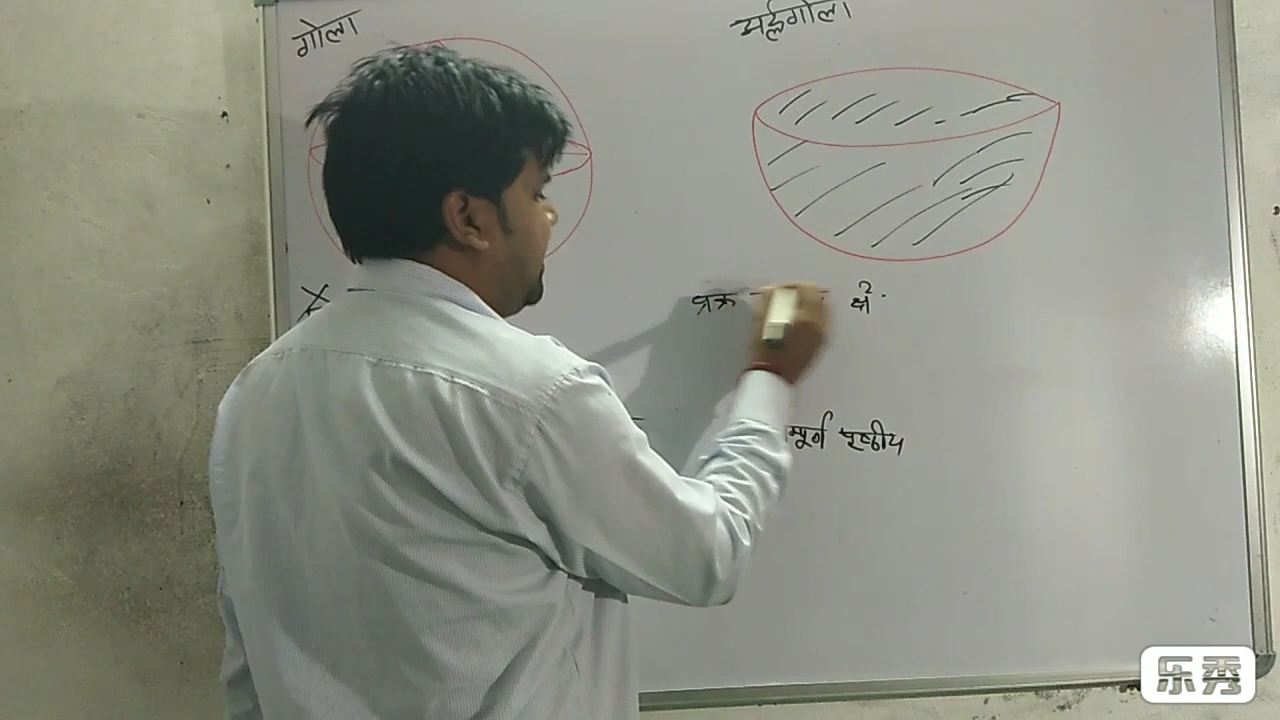 गोला
अर्द्धगोला
वक्र क्षे.
म्पूर्ण पृष्ठीय
乐秀